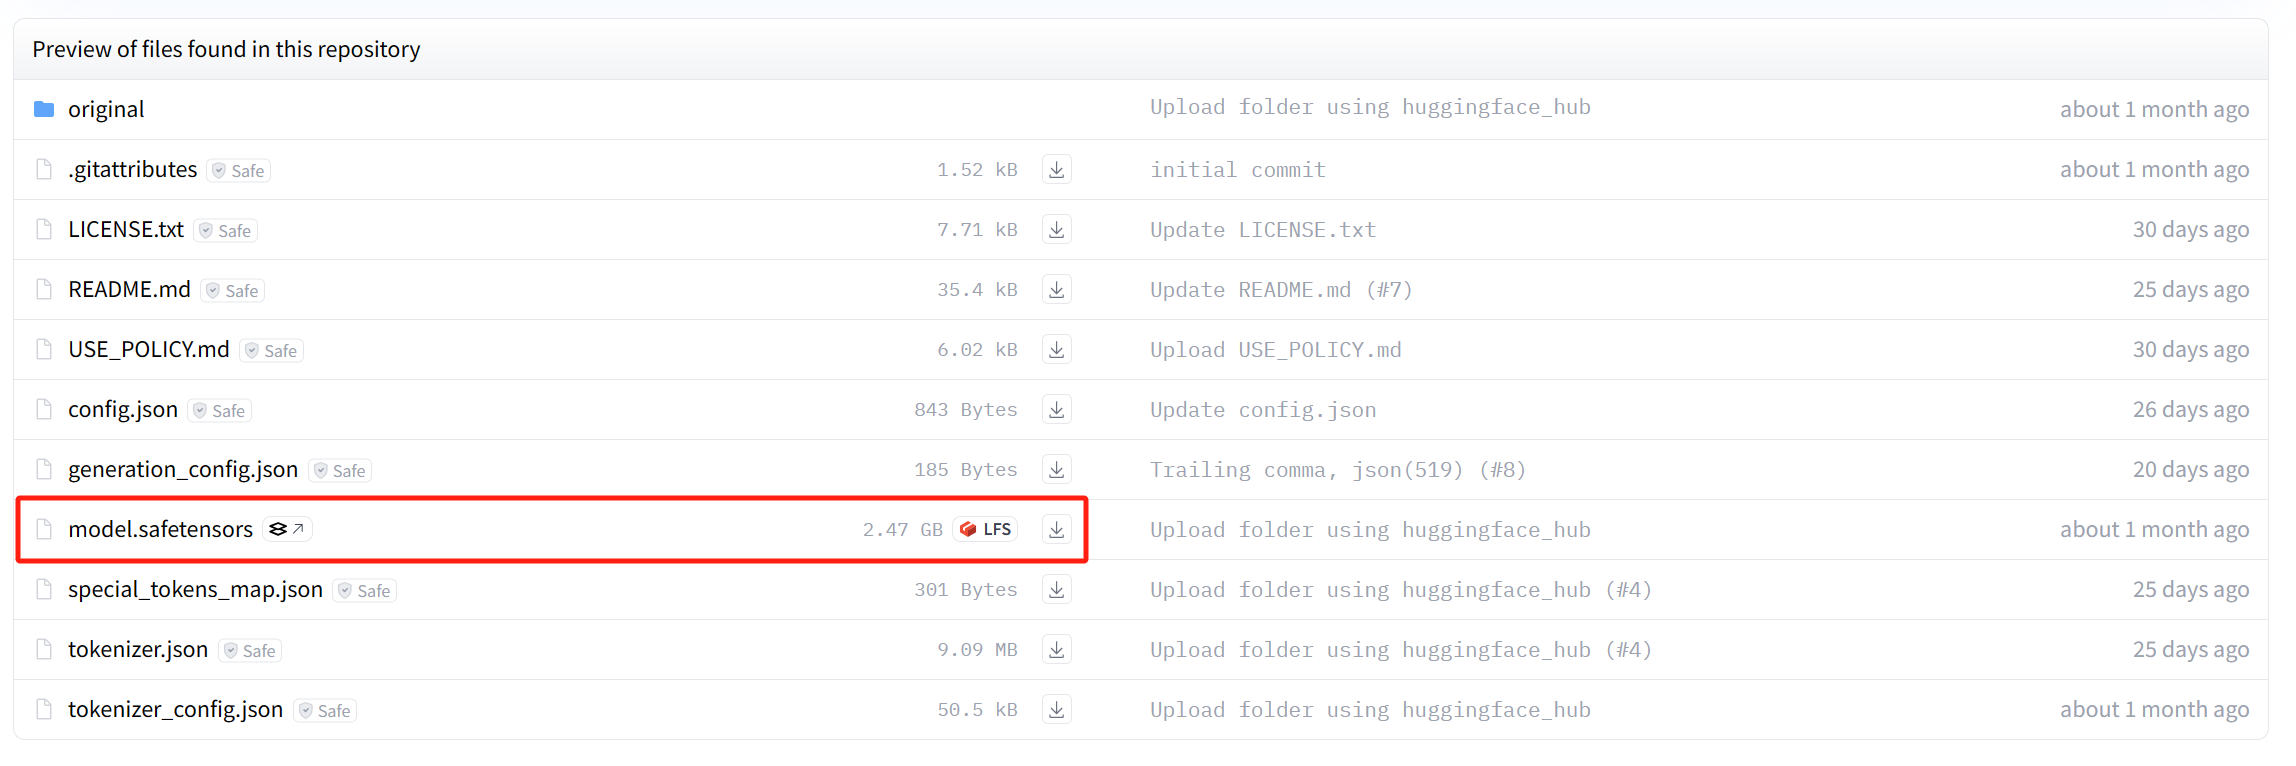 Preview of files found in this repository
original Upload folder using huggingface_hub about 1 month ago
.gitattributes Safe 1.52 kB initial commit about 1 month ago
LICENSE.txt Safe 7.71 kB Update LICENSE.txt 30 days ago
README.md Safe 35.4 kB Update README.md (#7) 25 days ago
USE_POLICY.md Safe 6.02 kB Upload USE_POLICY.md 30 days ago
config.json Safe 843 Bytes Update config.json 26 days ago
generation_config.json Safe 185 Bytes Trailing comma, json(519) (#8) 20 days ago
model.safetensors 2.47 GB LFS Upload folder using huggingface_hub about 1 month ago
special_tokens_map.json Safe 301 Bytes Upload folder using huggingface_hub (#4) 25 days ago
tokenizer.json Safe 9.09 MB Upload folder using huggingface_hub (#4) 25 days ago
tokenizer_config.json Safe 50.5 kB Upload folder using huggingface_hub about 1 month ago